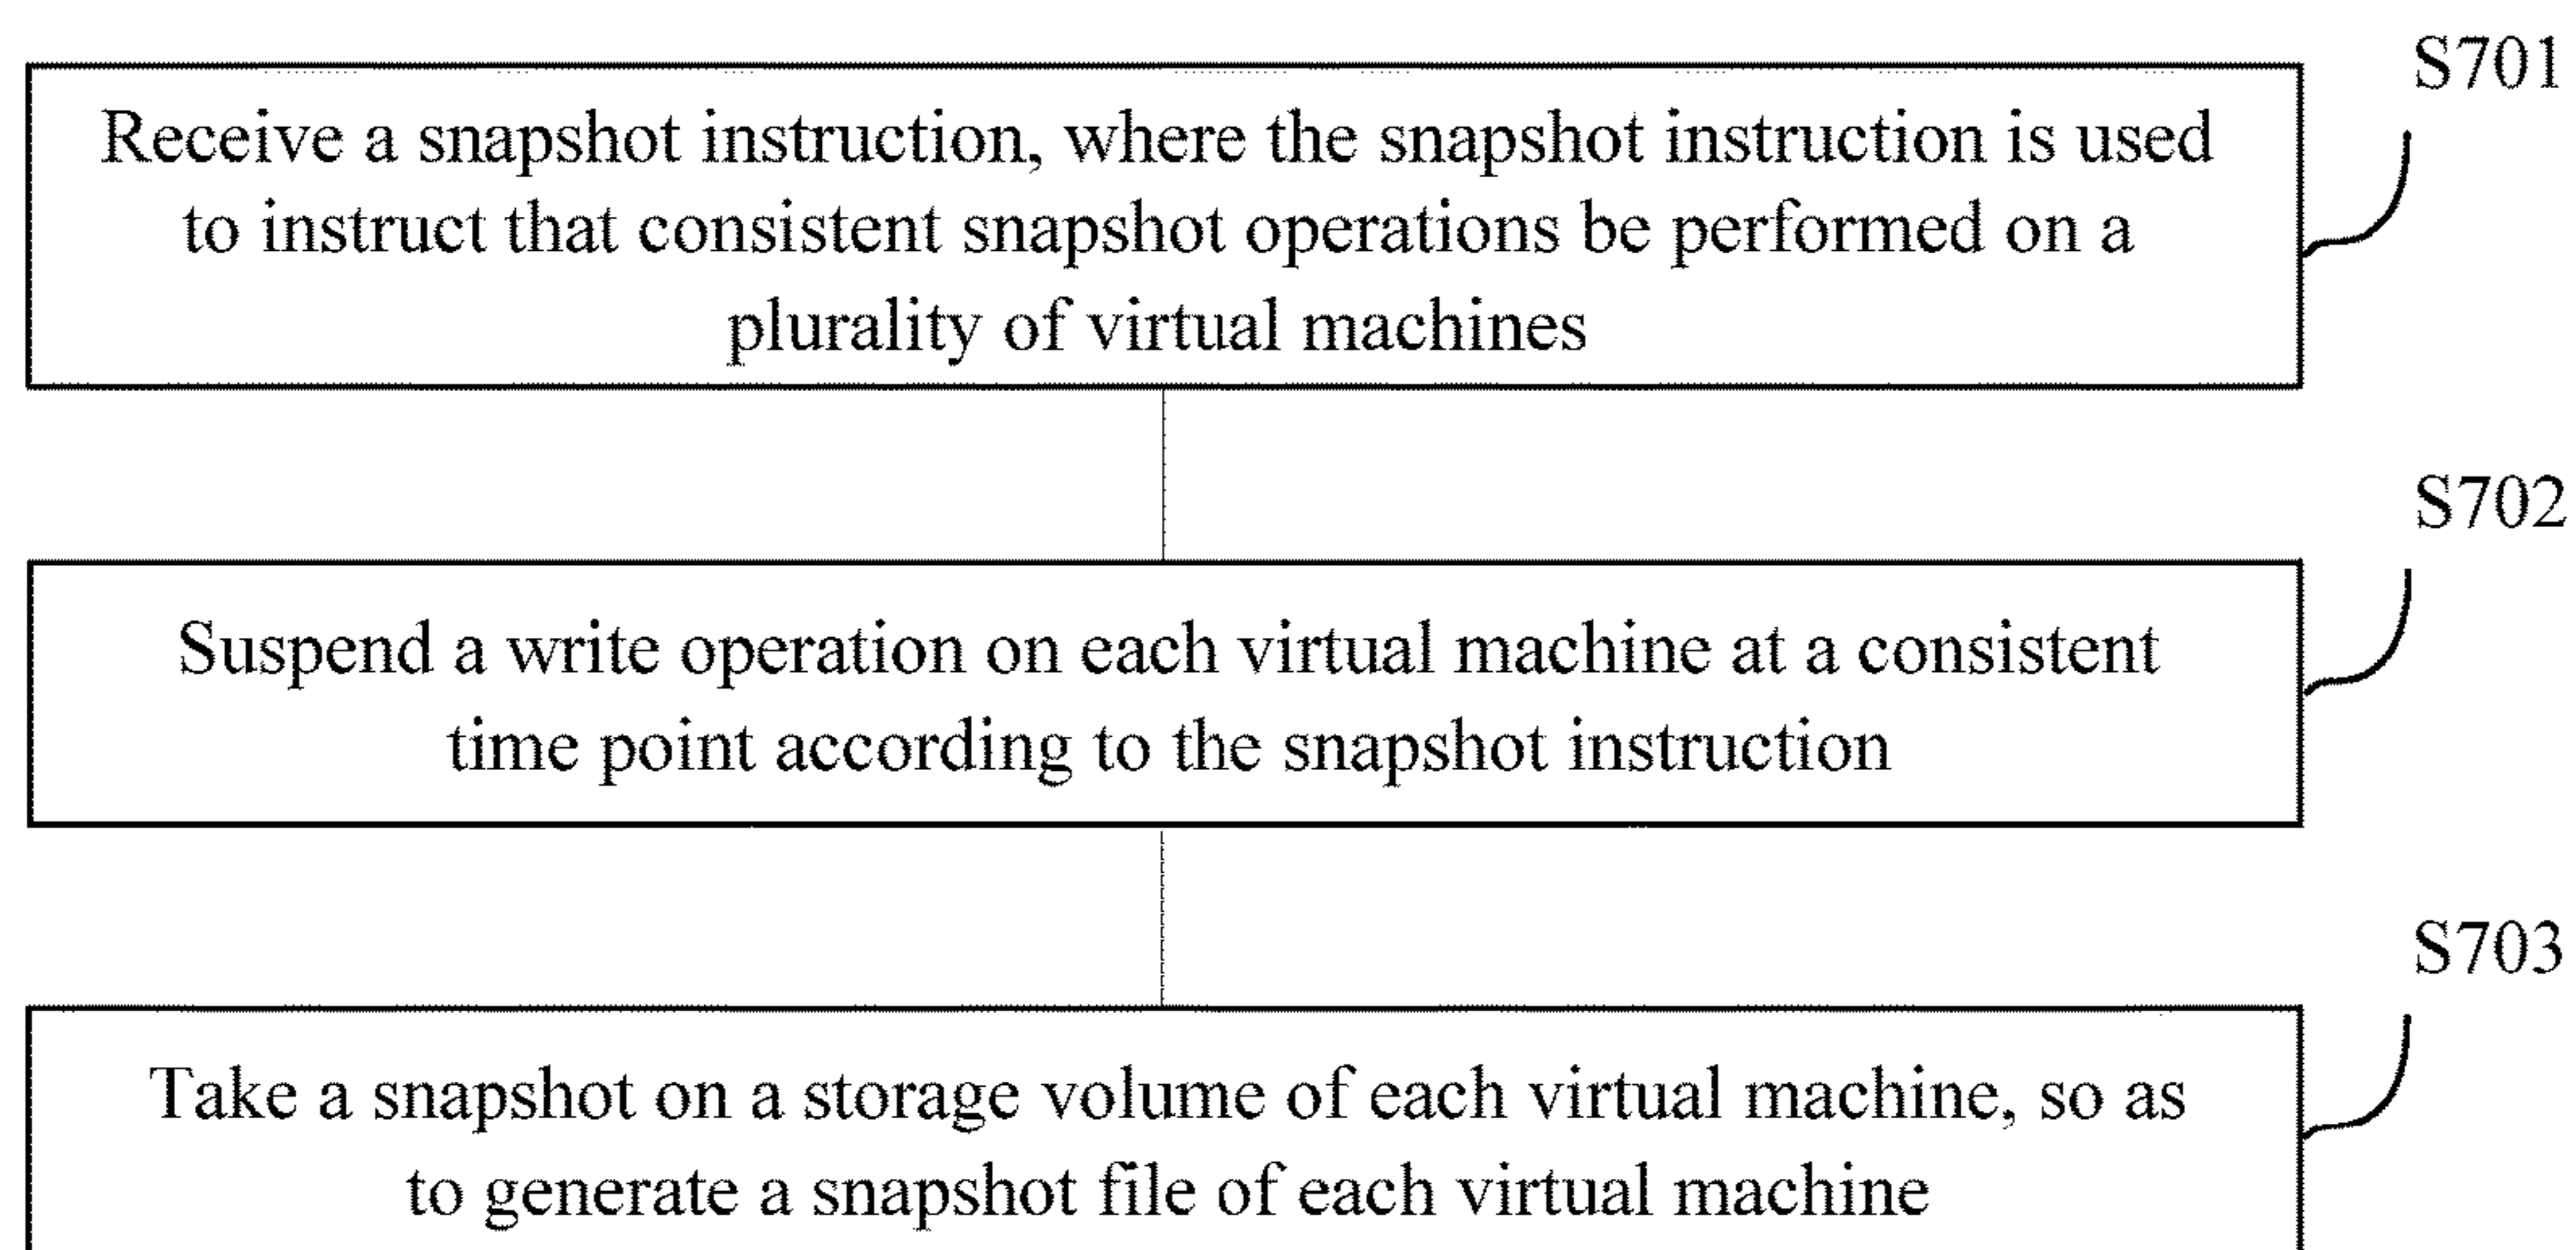 S701
Receive a snapshot instruction, where the snapshot instruction is used
to instruct that consistent snapshot operations be performed on a
plurality of virtual machines
S702
Suspend a write operation on each virtual machine at a consistent
time point according to the snapshot instruction
S703
Take a snapshot on a storage volume of each virtual machine, so as
to generate a snapshot file of each virtual machine